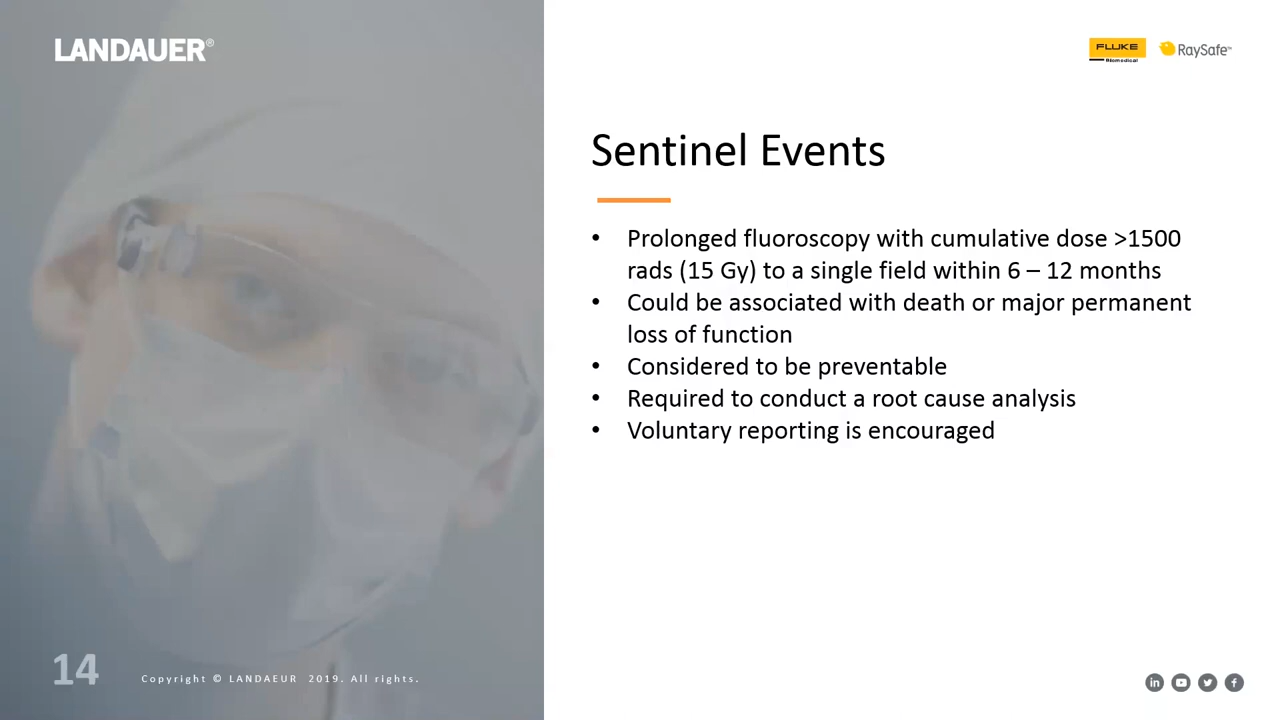 LANDAUER®
FLUKE
Biomedical
RaySafe™
Sentinel Events
• Prolonged fluoroscopy with cumulative dose >1500
rads (15 Gy) to a single field within 6 – 12 months
• Could be associated with death or major permanent
loss of function
• Considered to be preventable
• Required to conduct a root cause analysis
• Voluntary reporting is encouraged
14
Copyright © LANDAEUR 2019. All rights.
in
f